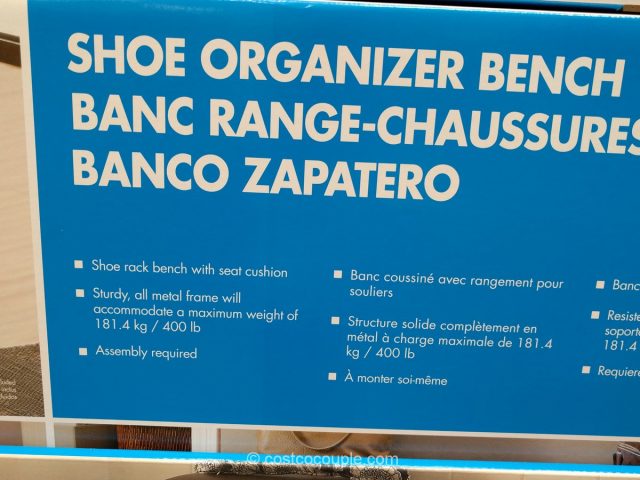 SHOE ORGANIZER BENCH
BANC RANGE-CHAUSSURES
BANCO ZAPATERO
■ Shoe rack bench with seat cushion
■ Sturdy, all metal frame will
accommodate a maximum weight of
181.4 kg / 400 lb
■ Assembly required
■ Banc coussiné avec rangement pour
souliers
■ Structure solide complètement en
métal à charge maximale de 181.4
kg / 400 lb
■ À monter soi-même
■ Banc
■ Resiste
soporte
181.4
■ Requiere
© costcocouple.com